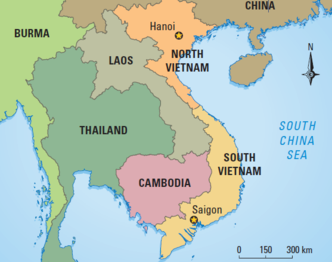 CHINA
BURMA
Hanoi
NORTH
VIETNAM
LAOS
THAILAND
SOUTH
CHINA
SEA
SOUTH
VIETNAM
CAMBODIA
Saigon
0 150 300 km